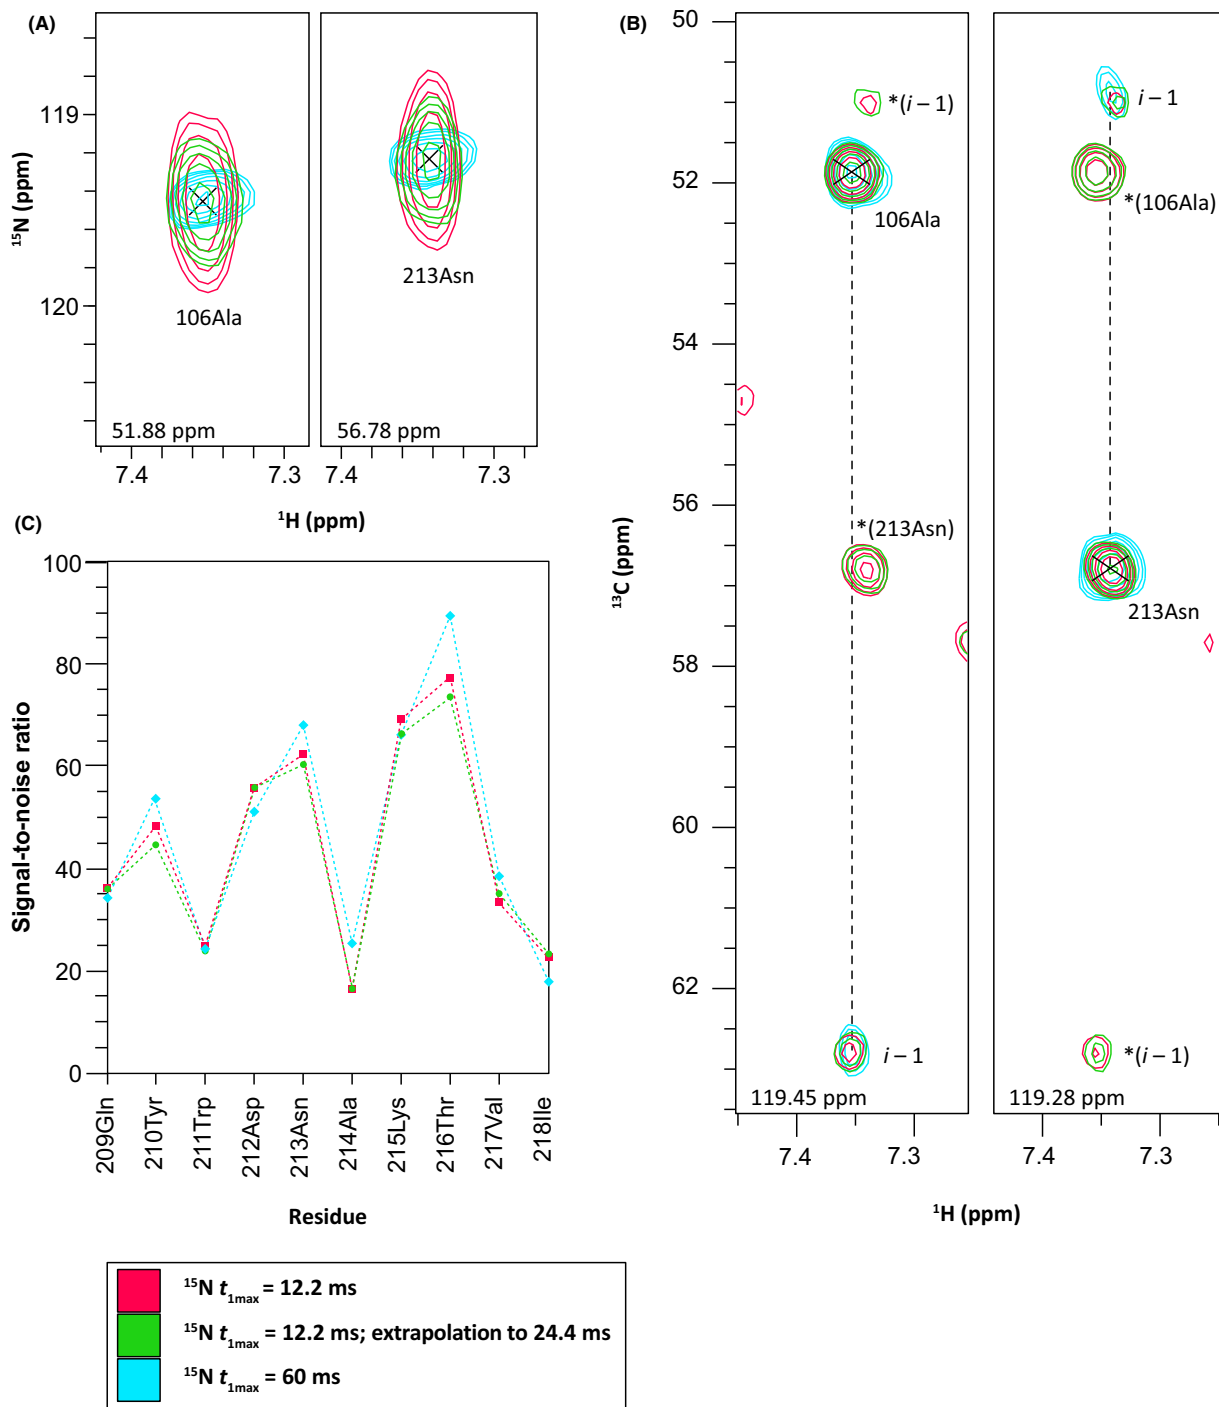 (A)
119
120
¹⁵N (ppm)
106Ala
213Asn
51.88 ppm
56.78 ppm
7.4
7.3
7.4
7.3
¹H (ppm)
(B)
50
52
54
56
58
60
62
¹³C (ppm)
*(i – 1)
106Ala
*(213Asn)
i – 1
119.45 ppm
i – 1
*(106Ala)
213Asn
*(i – 1)
119.28 ppm
7.4
7.3
7.4
7.3
¹H (ppm)
(C)
100
80
60
40
20
0
Signal-to-noise ratio
209Gln
210Tyr
211Trp
212Asp
213Asn
214Ala
215Lys
216Thr
217Val
218Ile
Residue
¹⁵N t₁ₘₐₓ = 12.2 ms
¹⁵N t₁ₘₐₓ = 12.2 ms; extrapolation to 24.4 ms
¹⁵N t₁ₘₐₓ = 60 ms